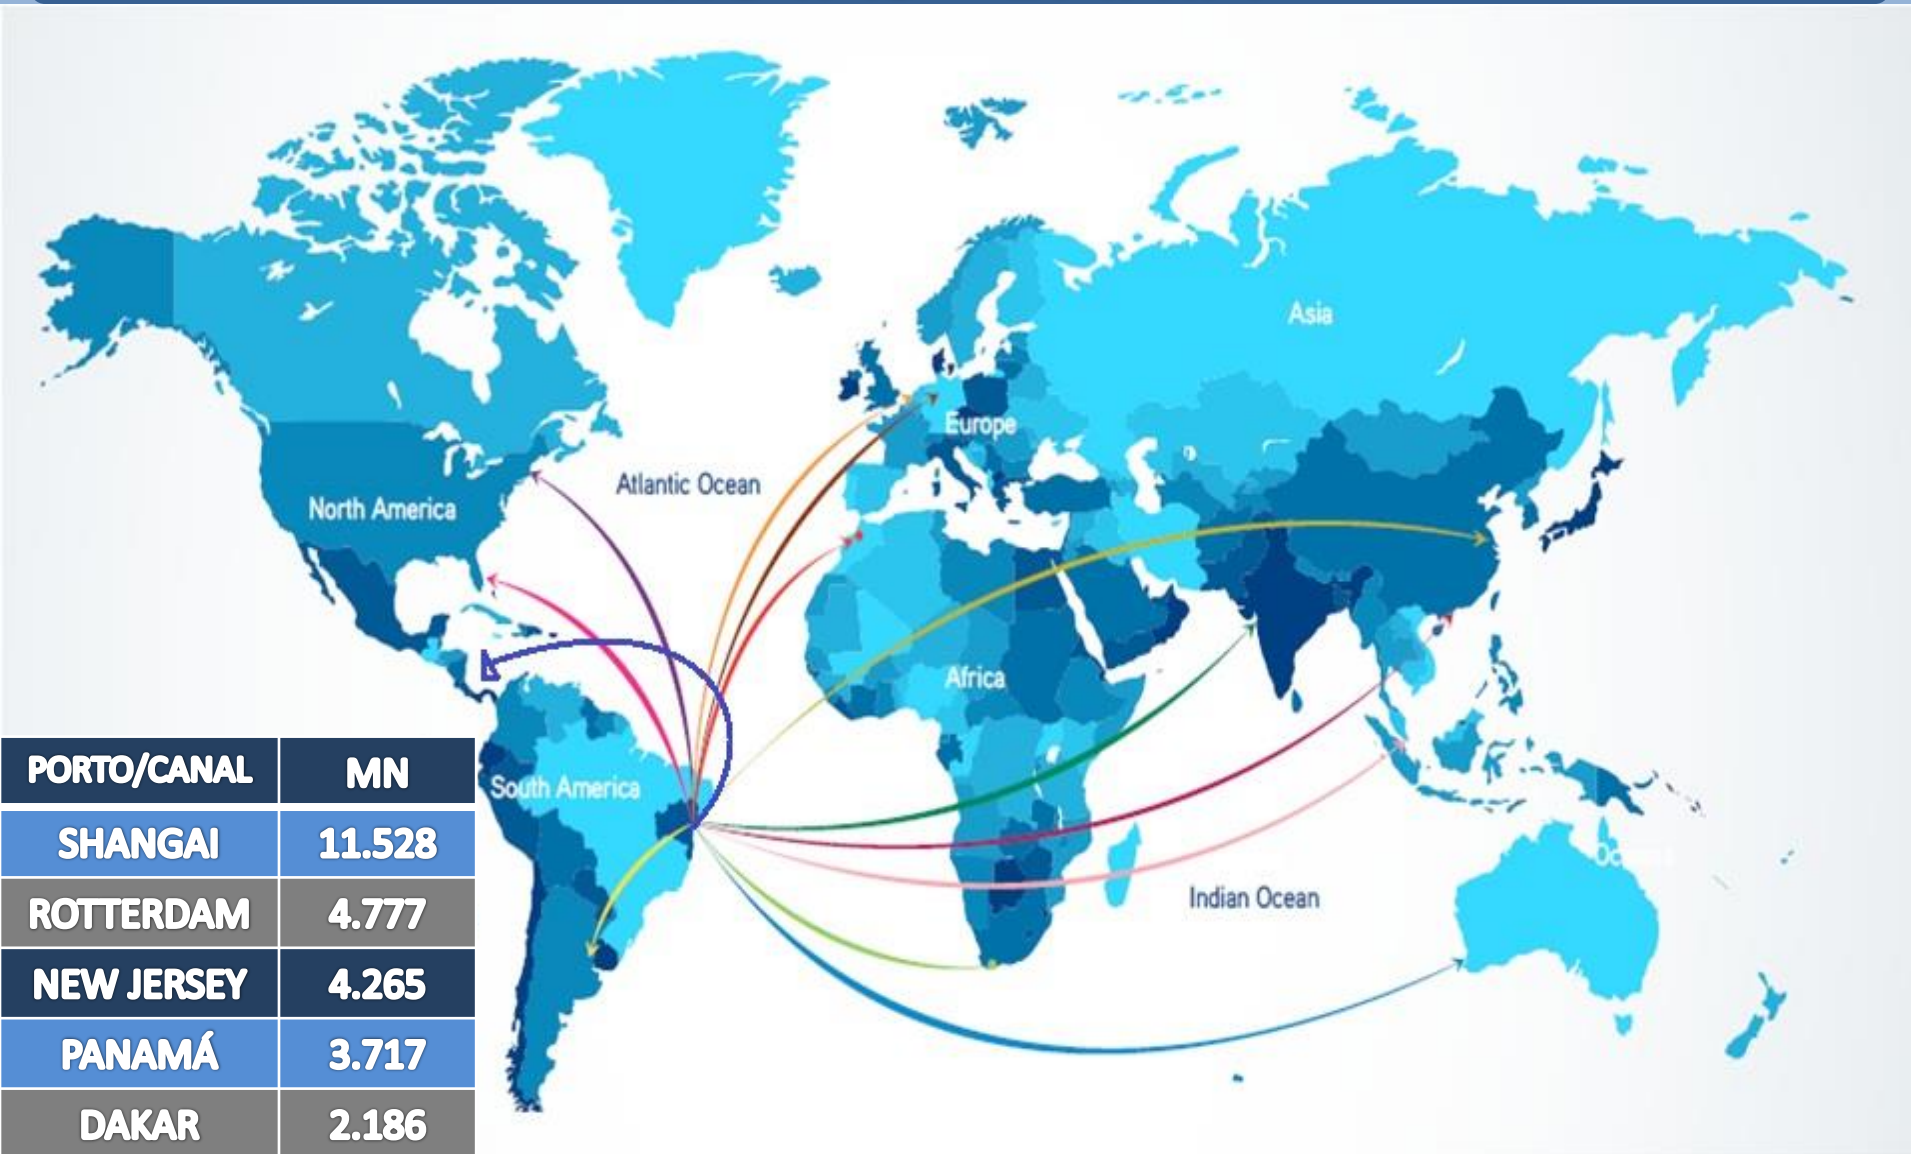 Asia
Europe
Atlantic Ocean
North America
Africa
South America
Indian Ocean
PORTO/CANAL MN
SHANGAI 11.528
ROTTERDAM 4.777
NEW JERSEY 4.265
PANAMÁ 3.717
DAKAR 2.186